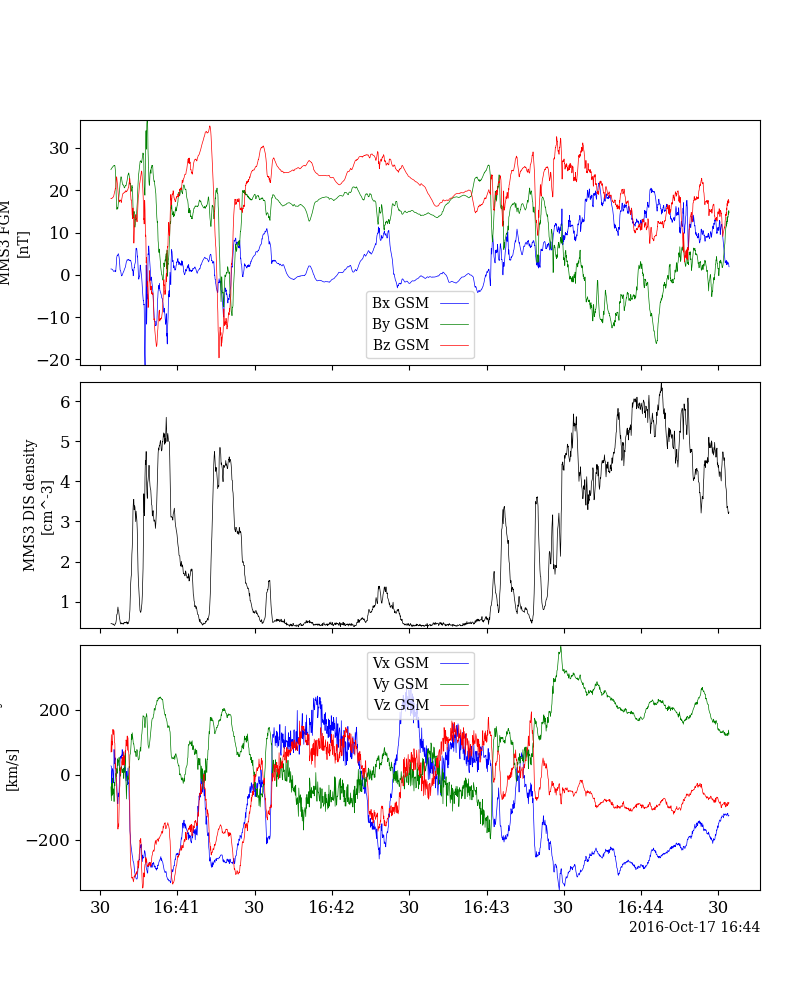 MMS3 FGM
[nT]
30
20
10
0
−10
−20
Bx GSM
By GSM
Bz GSM
MMS3 DIS density
[cm^-3]
6
5
4
3
2
1
[km/s]
200
0
−200
Vx GSM
Vy GSM
Vz GSM
30 16:41 30 16:42 30 16:43 30 16:44 30
2016-Oct-17 16:44